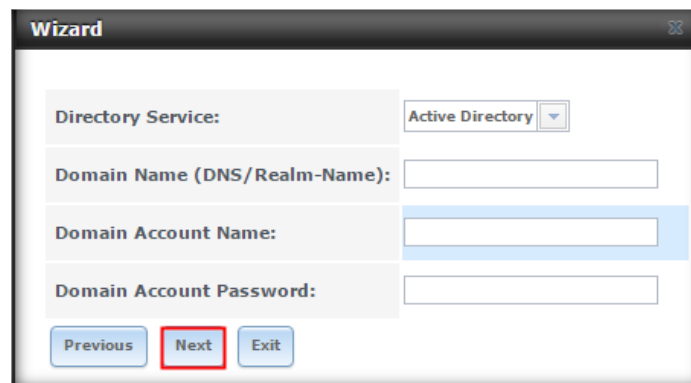 Wizard
Directory Service:
Active Directory
Domain Name (DNS/Realm-Name):
Domain Account Name:
Domain Account Password:
Previous
Next
Exit